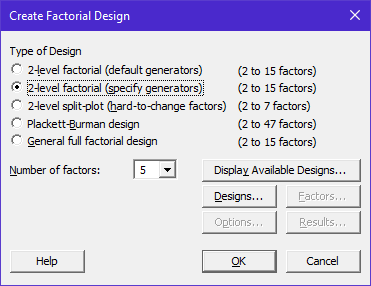 Create Factorial Design
Type of Design
2-level factorial (default generators) (2 to 15 factors)
2-level factorial (specify generators) (2 to 15 factors)
2-level split-plot (hard-to-change factors) (2 to 7 factors)
Plackett-Burman design (2 to 47 factors)
General full factorial design (2 to 15 factors)
Number of factors: 5 Display Available Designs...
Designs... Factors...
Options... Results...
Help OK Cancel